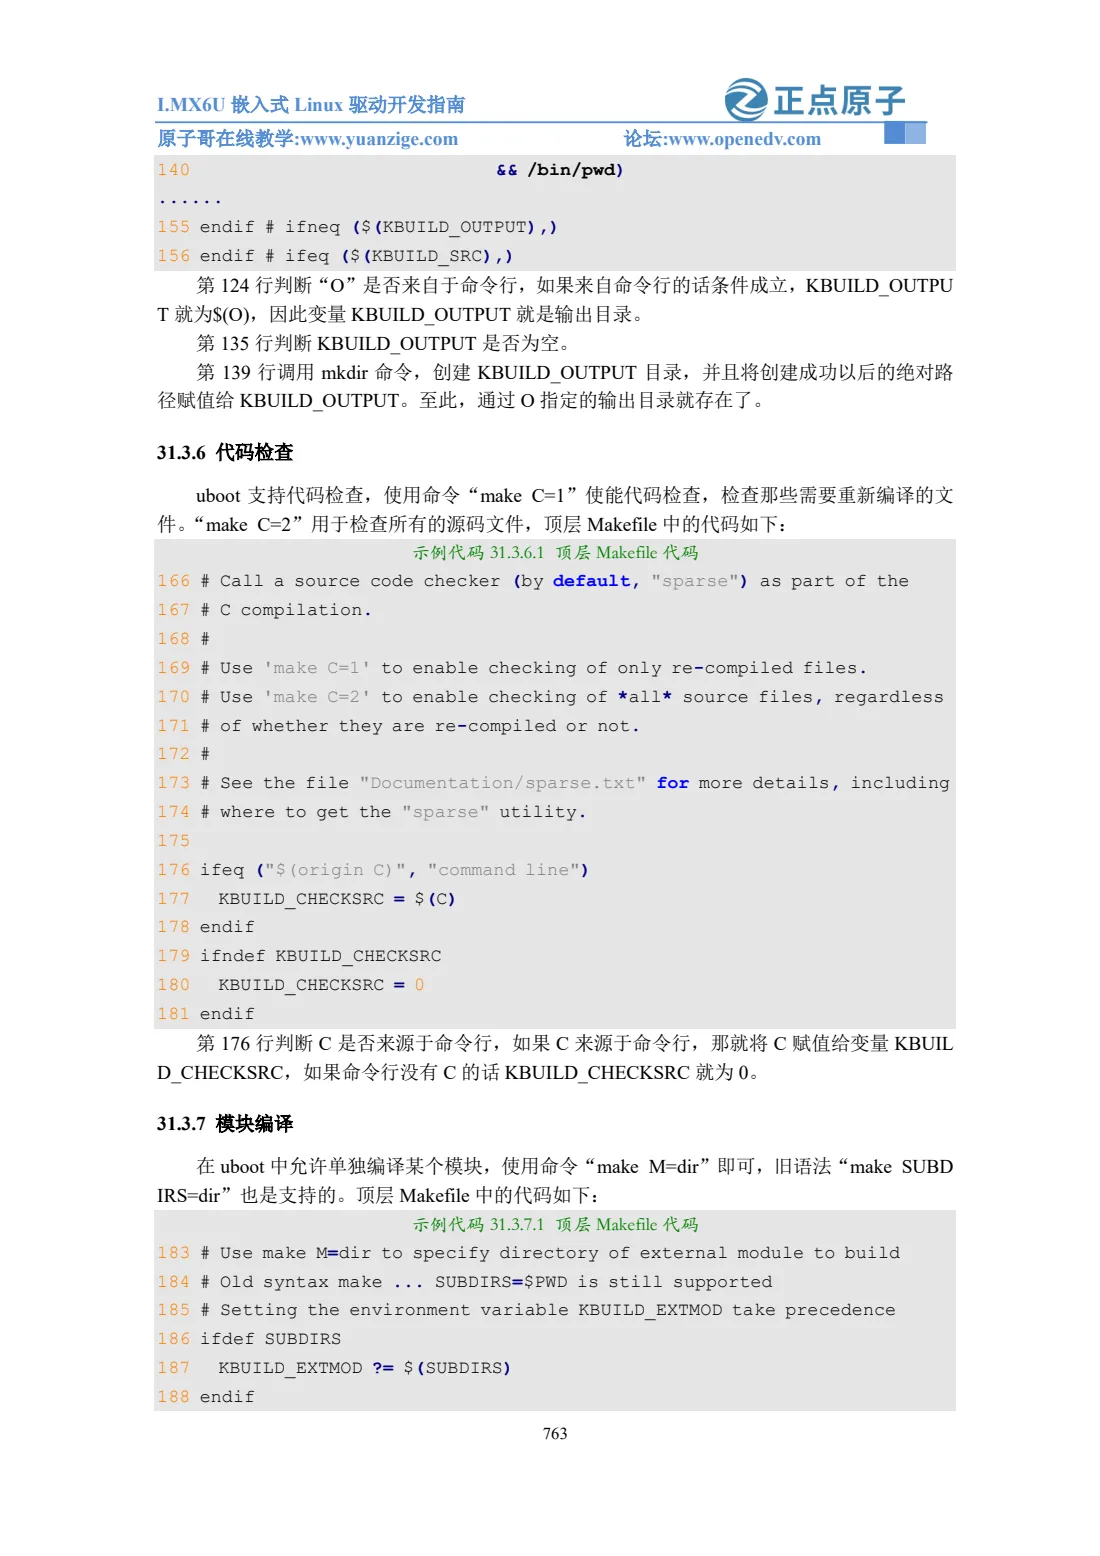 I.MX6U 嵌入式 Linux 驱动开发指南
正点原子
原子哥在线教学:www.yuanzige.com 论坛:www.openedv.com
140 && /bin/pwd)
......
155 endif # ifneq ($(KBUILD_OUTPUT),)
156 endif # ifeq ($(KBUILD_SRC),)
第 124 行判断“O”是否来自于命令行，如果来自命令行的话条件成立，KBUILD_OUTPU
T 就为$(O)，因此变量 KBUILD_OUTPUT 就是输出目录。
第 135 行判断 KBUILD_OUTPUT 是否为空。
第 139 行调用 mkdir 命令，创建 KBUILD_OUTPUT 目录，并且将创建成功以后的绝对路
径赋值给 KBUILD_OUTPUT。至此，通过 O 指定的输出目录就存在了。
31.3.6 代码检查
uboot 支持代码检查，使用命令“make C=1”使能代码检查，检查那些需要重新编译的文
件。“make C=2”用于检查所有的源码文件，顶层 Makefile 中的代码如下：
示例代码 31.3.6.1 顶层 Makefile 代码
166 # Call a source code checker (by default, "sparse") as part of the
167 # C compilation.
168 #
169 # Use 'make C=1' to enable checking of only re-compiled files.
170 # Use 'make C=2' to enable checking of *all* source files, regardless
171 # of whether they are re-compiled or not.
172 #
173 # See the file "Documentation/sparse.txt" for more details, including
174 # where to get the "sparse" utility.
175
176 ifeq ("$(origin C)", "command line")
177   KBUILD_CHECKSRC = $(C)
178 endif
179 ifndef KBUILD_CHECKSRC
180   KBUILD_CHECKSRC = 0
181 endif
第 176 行判断 C 是否来源于命令行，如果 C 来源于命令行，那就将 C 赋值给变量 KBUIL
D_CHECKSRC，如果命令行没有 C 的话 KBUILD_CHECKSRC 就为 0。
31.3.7 模块编译
在 uboot 中允许单独编译某个模块，使用命令“make M=dir”即可，旧语法“make SUBD
IRS=dir”也是支持的。顶层 Makefile 中的代码如下：
示例代码 31.3.7.1 顶层 Makefile 代码
183 # Use make M=dir to specify directory of external module to build
184 # Old syntax make ... SUBDIRS=$PWD is still supported
185 # Setting the environment variable KBUILD_EXTMOD take precedence
186 ifdef SUBDIRS
187   KBUILD_EXTMOD ?= $(SUBDIRS)
188 endif
763